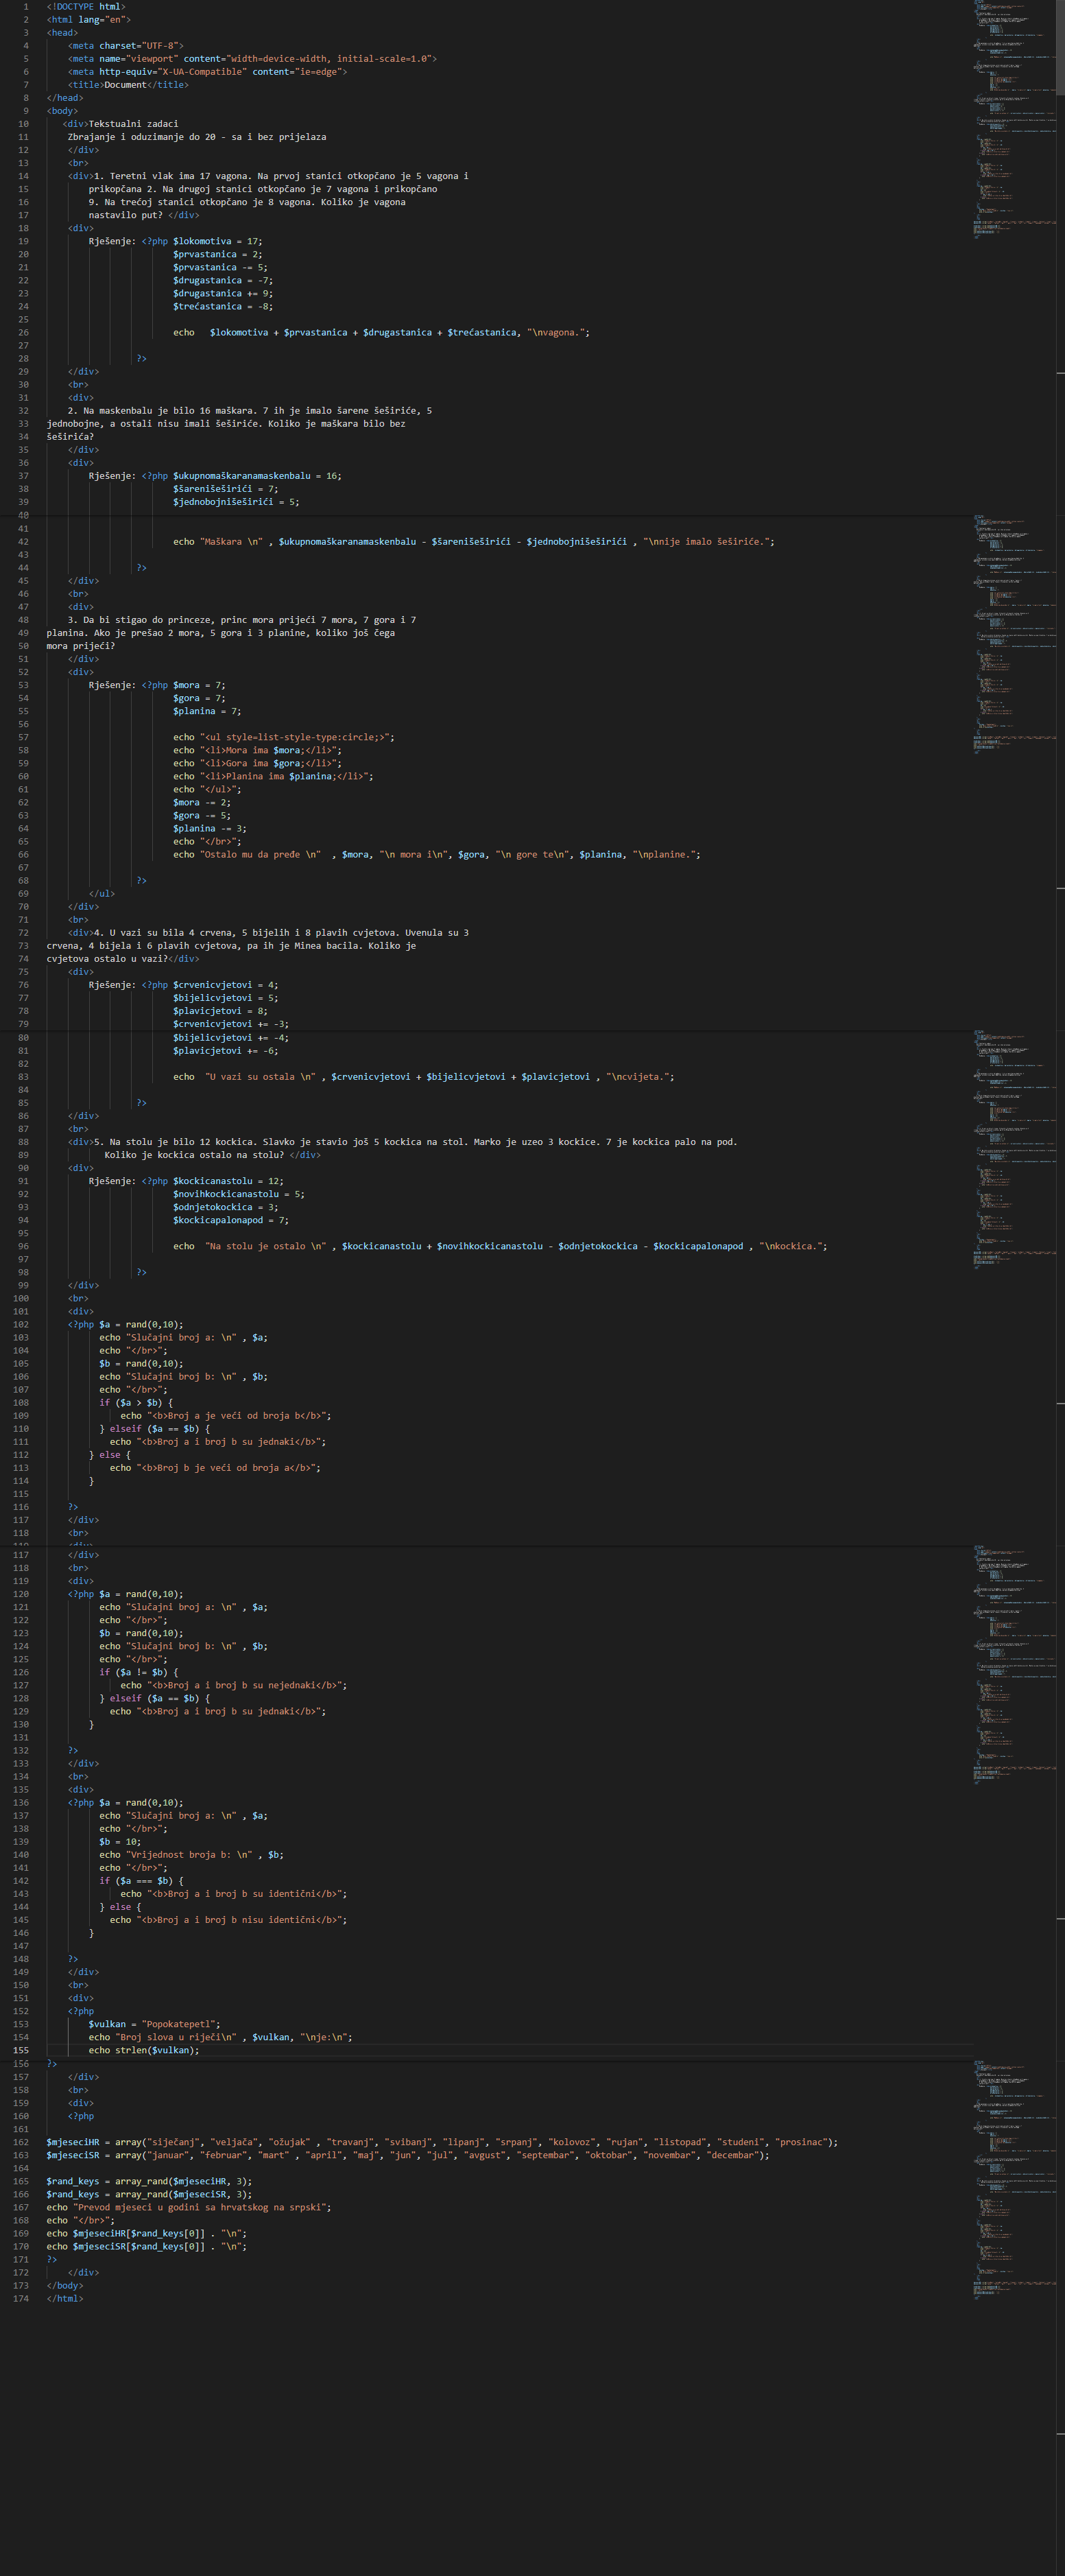 1 <!DOCTYPE html>
2 <html lang="en">
3 <head>
4 <meta charset="UTF-8">
5 <meta name="viewport" content="width=device-width, initial-scale=1.0">
6 <meta http-equiv="X-UA-Compatible" content="ie=edge">
7 <title>Document</title>
8 </head>
9 <body>
10 <div>Tekstualni zadaci
11 Zbrajanje i oduzimanje do 20 - sa i bez prijelaza
12 </div>
13 <br>
14 <div>1. Teretni vlak ima 17 vagona. Na prvoj stanici otkopčano je 5 vagona i
15 prikopčana 2. Na drugoj stanici otkopčano je 7 vagona i prikopčano
16 9. Na trećoj stanici otkopčano je 8 vagona. Koliko je vagona
17 nastavilo put? </div>
18 <div>
19 Rješenje: <?php $lokomotiva = 17;
20 $prvastanica = 2;
21 $prvastanica -= 5;
22 $drugastanica = -7;
23 $drugastanica += 9;
24 $trećastanica = -8;
25
26 echo $lokomotiva + $prvastanica + $drugastanica + $trećastanica, "\nvagona.";
27
28 ?>
29 </div>
30 <br>
31 <div>
32 2. Na maskenbalu je bilo 16 maškara. 7 ih je imalo šarene šeširiće, 5
33 jednobojne, a ostali nisu imali šeširiće. Koliko je maškara bilo bez
34 šeširića?
35 </div>
36 <div>
37 Rješenje: <?php $ukupnomaškaranamaskenbalu = 16;
38 $šarenišeširići = 7;
39 $jednobojnišeširići = 5;
40
41
42 echo "Maškara \n" , $ukupnomaškaranamaskenbalu - $šarenišeširići - $jednobojnišeširići , "\nnije imalo šeširiće.";
43
44 ?>
45 </div>
46 <br>
47 <div>
48 3. Da bi stigao do princeze, princ mora prijeći 7 mora, 7 gora i 7
49 planina. Ako je prešao 2 mora, 5 gora i 3 planine, koliko još čega
50 mora prijeći?
51 </div>
52 <div>
53 Rješenje: <?php $mora = 7;
54 $gora = 7;
55 $planina = 7;
56
57 echo "<ul style=list-style-type:circle;>";
58 echo "<li>Mora ima $mora;</li>";
59 echo "<li>Gora ima $gora;</li>";
60 echo "<li>Planina ima $planina;</li>";
61 echo "</ul>";
62 $mora -= 2;
63 $gora -= 5;
64 $planina -= 3;
65 echo "</br>";
66 echo "Ostalo mu da pređe \n" , $mora, "\n mora i\n", $gora, "\n gore te\n", $planina, "\nplanine.";
67
68 ?>
69 </ul>
70 </div>
71 <br>
72 <div>4. U vazi su bila 4 crvena, 5 bijelih i 8 plavih cvjetova. Uvenula su 3
73 crvena, 4 bijela i 6 plavih cvjetova, pa ih je Minea bacila. Koliko je
74 cvjetova ostalo u vazi?</div>
75 <div>
76 Rješenje: <?php $crvenicvjetovi = 4;
77 $bijelicvjetovi = 5;
78 $plavicjetovi = 8;
79 $crvenicvjetovi += -3;
80 $bijelicvjetovi += -4;
81 $plavicjetovi += -6;
82
83 echo "U vazi su ostala \n" , $crvenicvjetovi + $bijelicvjetovi + $plavicjetovi , "\ncvijeta.";
84
85 ?>
86 </div>
87 <br>
88 <div>5. Na stolu je bilo 12 kockica. Slavko je stavio još 5 kockica na stol. Marko je uzeo 3 kockice. 7 je kockica palo na pod.
89 Koliko je kockica ostalo na stolu? </div>
90 <div>
91 Rješenje: <?php $kockicanastolu = 12;
92 $novihkockicanastolu = 5;
93 $odnjetokockica = 3;
94 $kockicapalonapod = 7;
95
96 echo "Na stolu je ostalo \n" , $kockicanastolu + $novihkockicanastolu - $odnjetokockica - $kockicapalonapod , "\nkockica.";
97
98 ?>
99 </div>
100 <br>
101 <div>
102 <?php $a = rand(0,10);
103 echo "Slučajni broj a: \n" , $a;
104 echo "</br>";
105 $b = rand(0,10);
106 echo "Slučajni broj b: \n" , $b;
107 echo "</br>";
108 if ($a > $b) {
109 echo "<b>Broj a je veći od broja b</b>";
110 } elseif ($a == $b) {
111 echo "<b>Broj a i broj b su jednaki</b>";
112 } else {
113 echo "<b>Broj b je veći od broja a</b>";
114 }
115
116 ?>
117 </div>
118 <br>
117 </div>
118 <br>
119 <div>
120 <?php $a = rand(0,10);
121 echo "Slučajni broj a: \n" , $a;
122 echo "</br>";
123 $b = rand(0,10);
124 echo "Slučajni broj b: \n" , $b;
125 echo "</br>";
126 if ($a != $b) {
127 echo "<b>Broj a i broj b su nejednaki</b>";
128 } elseif ($a == $b) {
129 echo "<b>Broj a i broj b su jednaki</b>";
130 }
131
132 ?>
133 </div>
134 <br>
135 <div>
136 <?php $a = rand(0,10);
137 echo "Slučajni broj a: \n" , $a;
138 echo "</br>";
139 $b = 10;
140 echo "Vrijednost broja b: \n" , $b;
141 echo "</br>";
142 if ($a === $b) {
143 echo "<b>Broj a i broj b su identični</b>";
144 } else {
145 echo "<b>Broj a i broj b nisu identični</b>";
146 }
147
148 ?>
149 </div>
150 <br>
151 <div>
152 <?php
153 $vulkan = "Popokatepetl";
154 echo "Broj slova u riječi\n" , $vulkan, "\nje:\n";
155 echo strlen($vulkan);
156 ?>
157 </div>
158 <br>
159 <div>
160 <?php
161
162 $mjeseciHR = array("siječanj", "veljača", "ožujak" , "travanj", "svibanj", "lipanj", "srpanj", "kolovoz", "rujan", "listopad", "studeni", "prosinac");
163 $mjeseciSR = array("januar", "februar", "mart" , "april", "maj", "jun", "jul", "avgust", "septembar", "oktobar", "novembar", "decembar");
164
165 $rand_keys = array_rand($mjeseciHR, 3);
166 $rand_keys = array_rand($mjeseciSR, 3);
167 echo "Prevod mjeseci u godini sa hrvatskog na srpski";
168 echo "</br>";
169 echo $mjeseciHR[$rand_keys[0]] . "\n";
170 echo $mjeseciSR[$rand_keys[0]] . "\n";
171 ?>
172 </div>
173 </body>
174 </html>